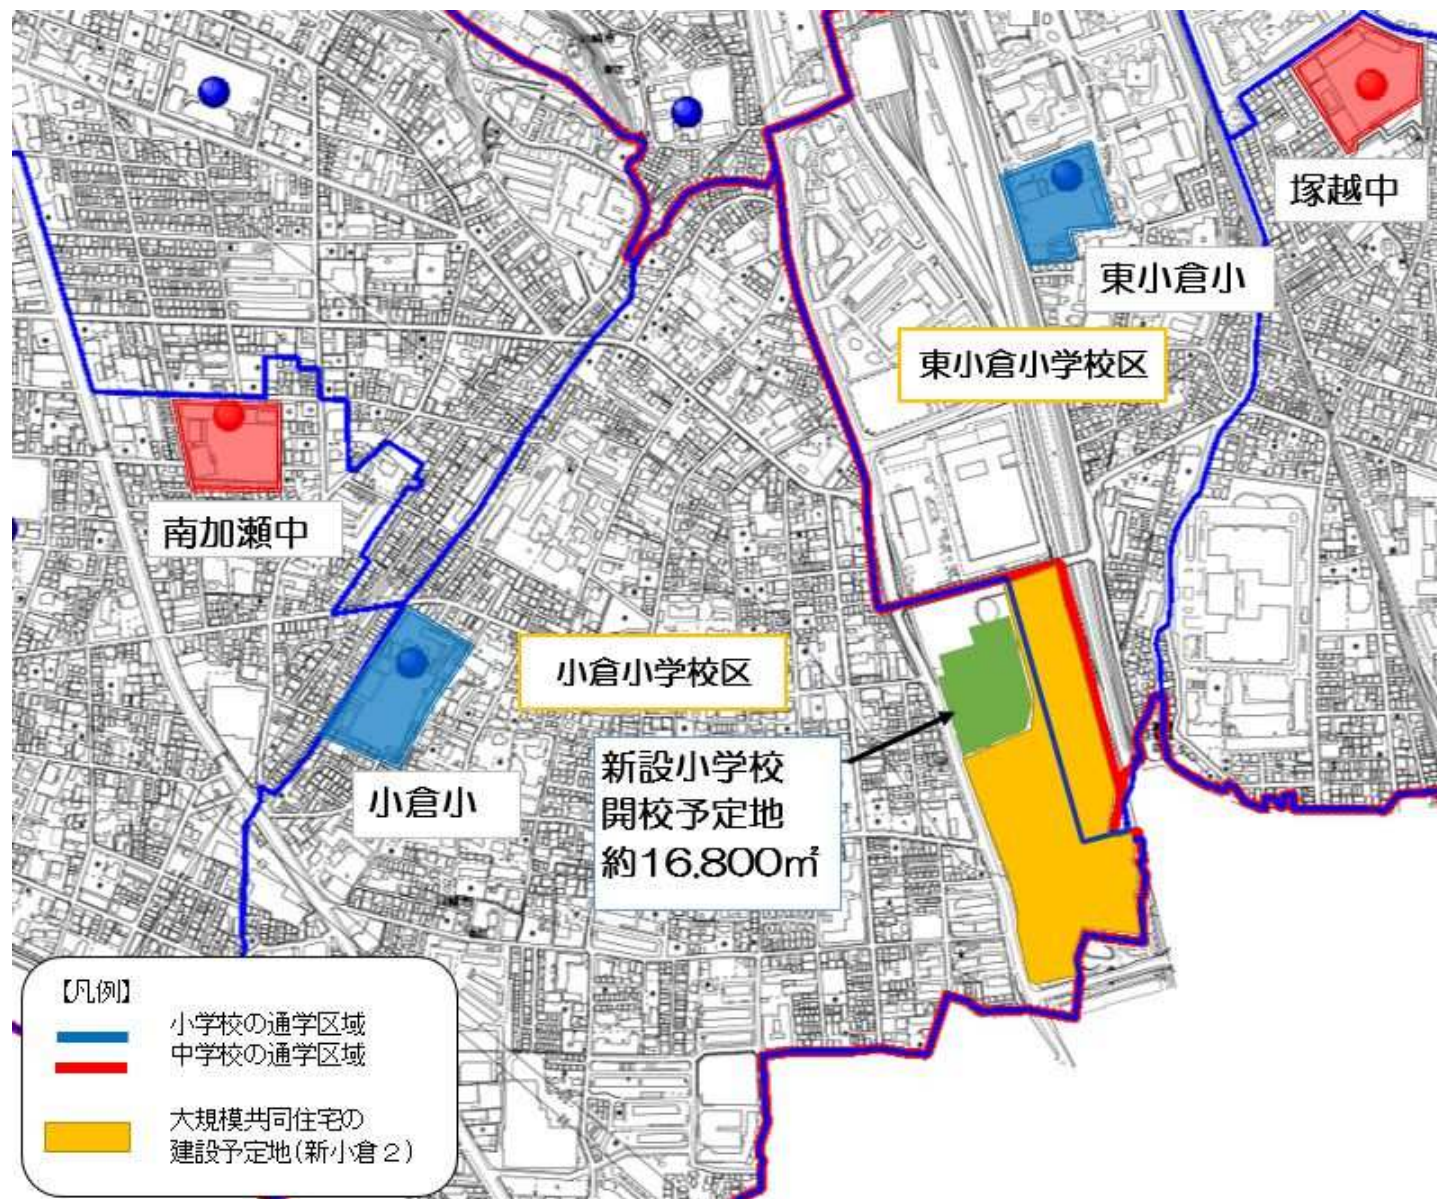 塚越中
東小倉小
東小倉小学校区
南加瀬中
小倉小学校区
新設小学校
開校予定地
約16,800㎡
小倉小
【凡例】
小学校の通学区域
中学校の通学区域
大規模共同住宅の
建設予定地(新小倉２)